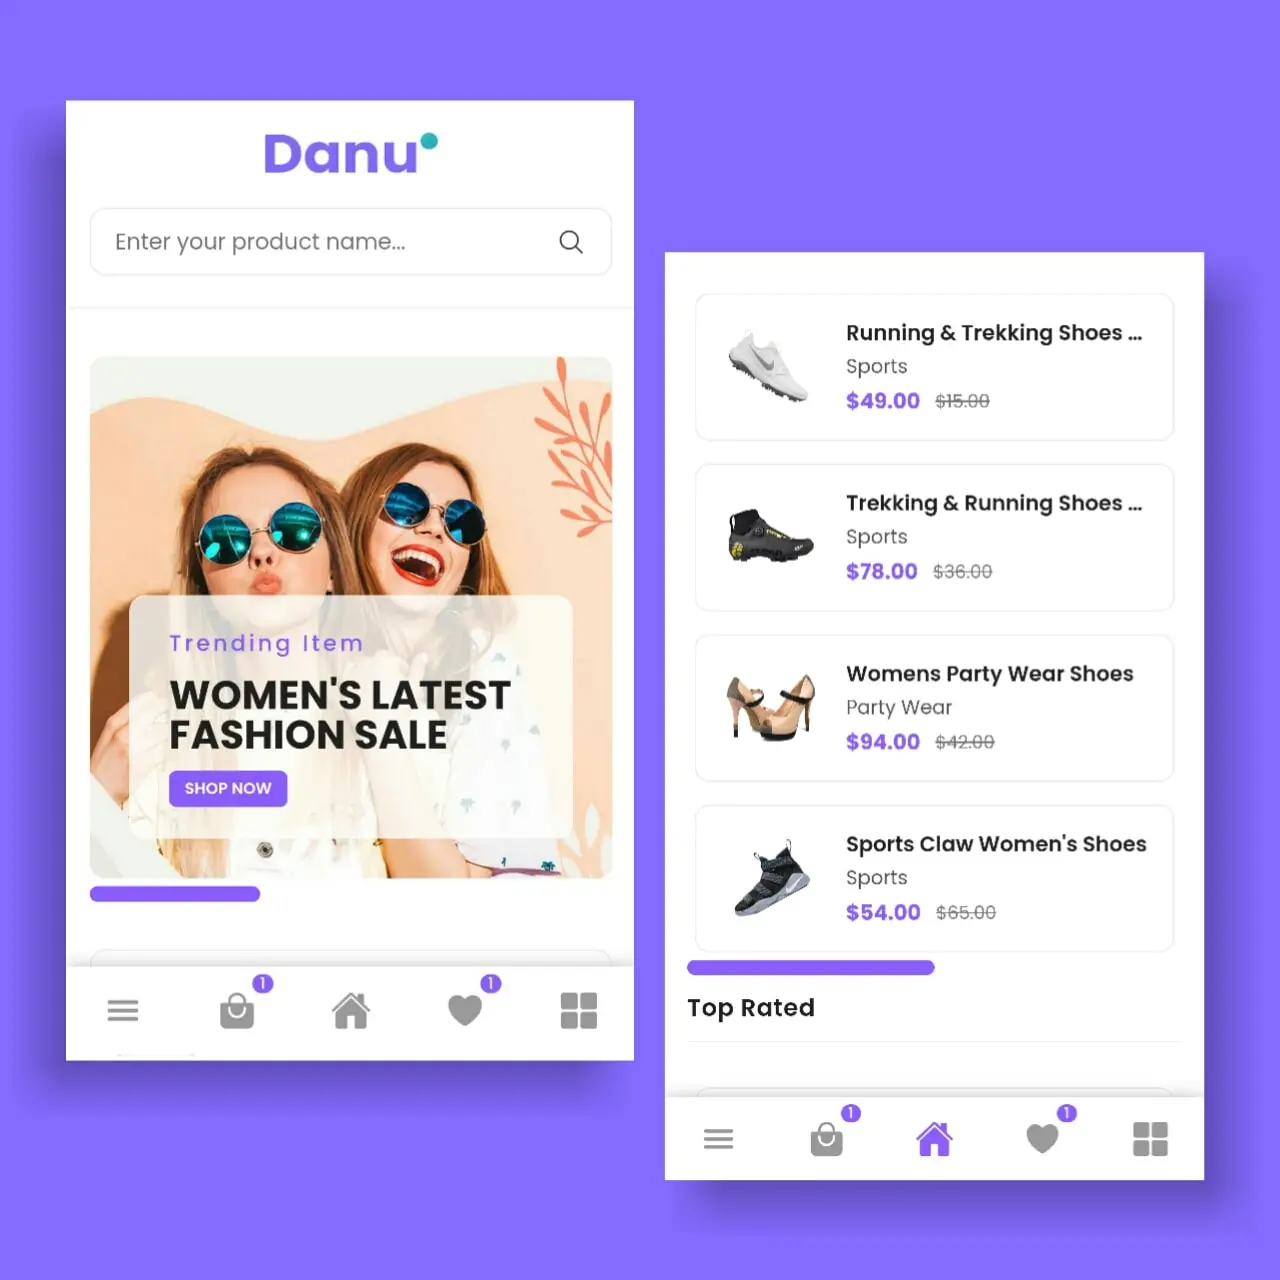 Danu
Enter your product name...
Trending Item
WOMEN'S LATEST
FASHION SALE
SHOP NOW
1
1
Running & Trekking Shoes ...
Sports
$49.00 $15.00
Trekking & Running Shoes ...
Sports
$78.00 $36.00
Womens Party Wear Shoes
Party Wear
$94.00 $42.00
Sports Claw Women's Shoes
Sports
$54.00 $65.00
Top Rated
1
1